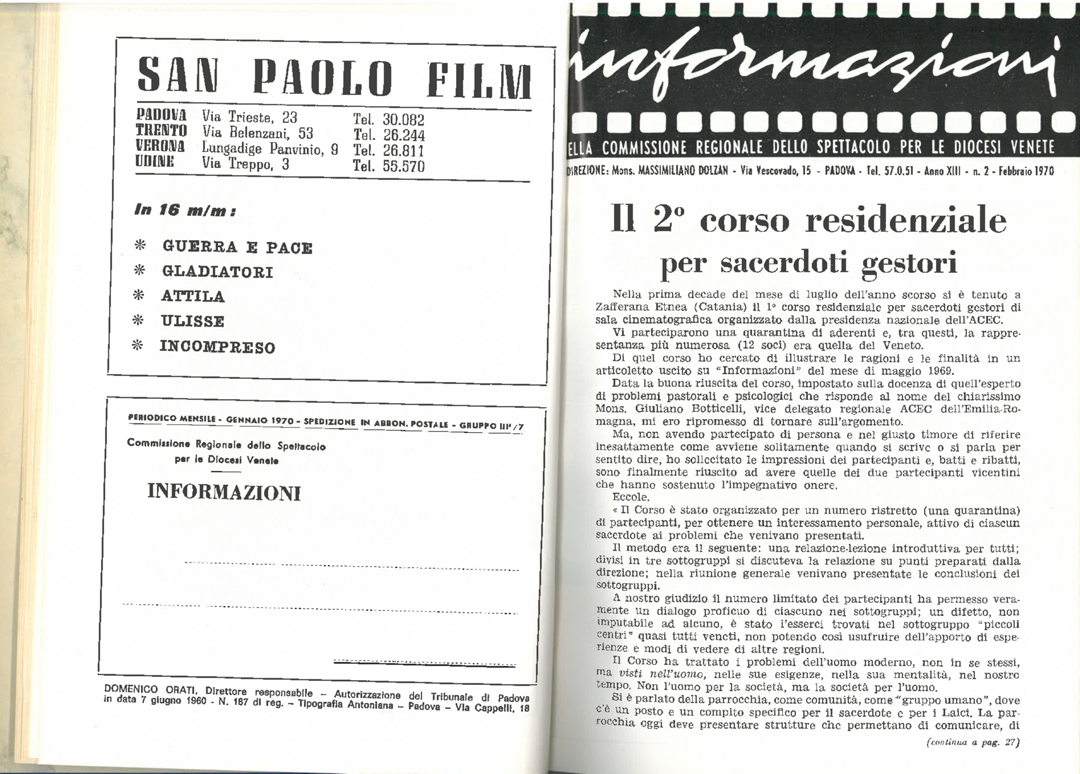 SAN PAOLO FILM
PADOVA Via Trieste, 23 Tel. 30.082
TRENTO Via Belenzani, 53 Tel. 26.244
VERONA Lungadige Panvinio, 9 Tel. 26.811
UDINE Via Treppo, 3 Tel. 55.570
In 16 m/m:
* GUERRA E PACE
* GLADIATORI
* ATTILA
* ULISSE
* INCOMPRESO
PERIODICO MENSILE - GENNAIO 1970 - SPEDIZIONE IN ABBON. POSTALE - GRUPPO IIIª/7
Commissione Regionale dello Spettacolo
per le Diocesi Venete
INFORMAZIONI
DOMENICO ORATI, Direttore responsabile - Autorizzazione del Tribunale di Padova
in data 7 giugno 1960 - N. 187 di reg. - Tipografia Antoniana - Padova - Via Cappelli, 18
informazioni
ELLA COMMISSIONE REGIONALE DELLO SPETTACOLO PER LE DIOCESI VENETE
DIREZIONE: Mons. MASSIMILIANO DOLZAN - Via Vescovado, 15 - PADOVA - Tel. 57.0.51 - Anno XIII - n. 2 - Febbraio 1970
Il 2º corso residenziale
per sacerdoti gestori
Nella prima decade del mese di luglio dell'anno scorso si è tenuto a
Zafferana Etnea (Catania) il 1º corso residenziale per sacerdoti gestori di
sala cinematografica organizzato dalla presidenza nazionale dell'ACEC.
Vi parteciparono una quarantina di aderenti e, tra questi, la rappre-
sentanza più numerosa (12 soci) era quella del Veneto.
Di quel corso ho cercato di illustrare le ragioni e le finalità in un
articoletto uscito su "Informazioni" del mese di maggio 1969.
Data la buona riuscita del corso, impostato sulla docenza di quell'esperto
di problemi pastorali e psicologici che risponde al nome del chiarissimo
Mons. Giuliano Botticelli, vice delegato regionale ACEC dell'Emilia-Ro-
magna, mi ero ripromesso di tornare sull'argomento.
Ma, non avendo partecipato di persona e nel giusto timore di riferire
inesattamente come avviene solitamente quando si scrive o si parla per
sentito dire, ho sollecitato le impressioni dei partecipanti e, batti e ribatti,
sono finalmente riuscito ad avere quelle dei due partecipanti vicentini
che hanno sostenuto l'impegnativo onere.
Eccole.
« Il Corso è stato organizzato per un numero ristretto (una quarantina)
di partecipanti, per ottenere un interessamento personale, attivo di ciascun
sacerdote ai problemi che venivano presentati.
Il metodo era il seguente: una relazione-lezione introduttiva per tutti;
divisi in tre sottogruppi si discuteva la relazione su punti preparati dalla
direzione; nella riunione generale venivano presentate le conclusioni dei
sottogruppi.
A nostro giudizio il numero limitato dei partecipanti ha permesso vera-
mente un dialogo proficuo di ciascuno nei sottogruppi; un difetto, non
imputabile ad alcuno, è stato l'esserci trovati nel sottogruppo "piccoli
centri" quasi tutti veneti, non potendo così usufruire dell'apporto di espe-
rienze e modi di vedere di altre regioni.
Il Corso ha trattato i problemi dell'uomo moderno, non in se stessi,
ma visti nell'uomo, nelle sue esigenze, nella sua mentalità, nel nostro
tempo. Non l'uomo per la società, ma la società per l'uomo.
Si è parlato della parrocchia, come comunità, come "gruppo umano", dove
c'è un posto e un compito specifico per il sacerdote e per i Laici. La par-
rocchia oggi deve presentare strutture che permettano di comunicare, di
(continua a pag. 27)